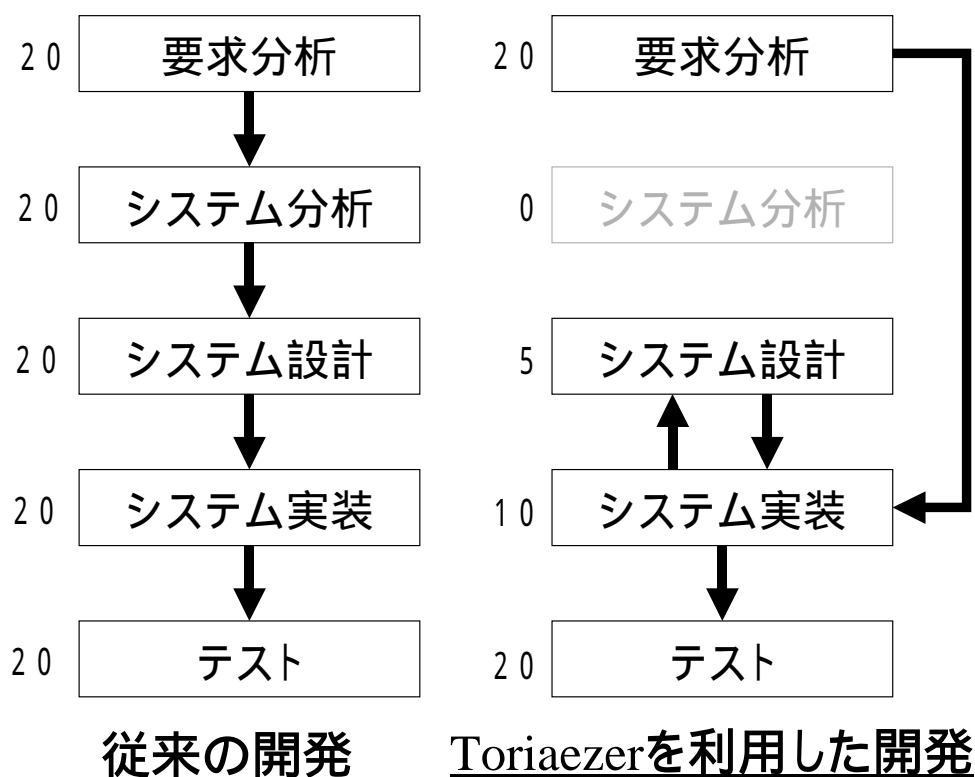 20 要求分析
20 システム分析
20 システム設計
20 システム実装
20 テスト
従来の開発
20 要求分析
0 システム分析
5 システム設計
10 システム実装
20 テスト
Toriaezerを利用した開発